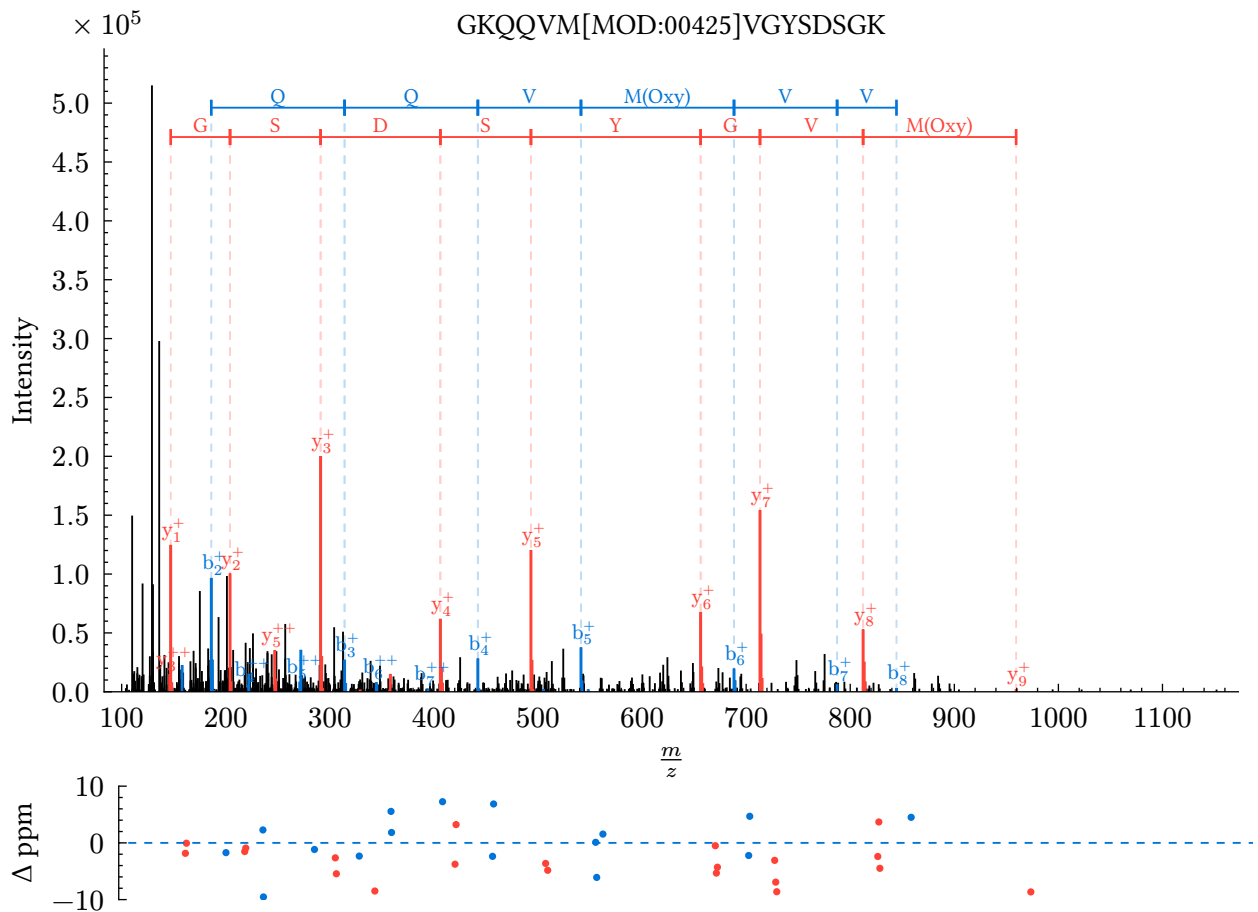 × 10⁵
GKQQVM[MOD:00425]VGYSDSGK
Q Q V M(Oxy) V V
G S D S Y G V M(Oxy)
5.0
4.5
4.0
3.5
3.0
2.5
2.0
1.5
1.0
0.5
0.0
Intensity
y₃⁺
y₇⁺
y₁⁺ y₅⁺
b₂⁺ y₂⁺
y₆⁺
y₄⁺ y₈⁺
y₅⁺⁺ b₃⁺ b₄⁺ b₅⁺
b₆⁺ b₇⁺ b₈⁺ y₉⁺
b₆⁺⁺ b₇⁺⁺
100 200 300 400 500 600 700 800 900 1000 1100
m
z
10
0
−10
Δ ppm